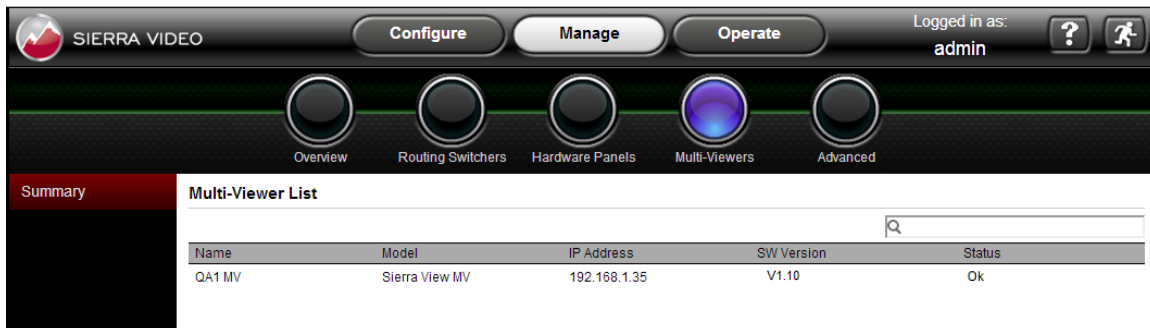 SIERRA VIDEO
Configure Manage Operate
Logged in as:
admin
?
Overview Routing Switchers Hardware Panels Multi-Viewers Advanced
Summary
Multi-Viewer List
Name Model IP Address SW Version Status
QA1 MV Sierra View MV 192.168.1.35 V1.10 Ok